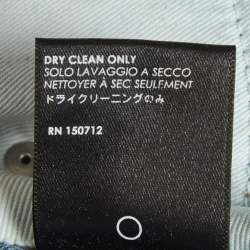 DRY CLEAN ONLY
SOLO LAVAGGIO A SECCO
NETTOYER À SEC SEULEMENT
ドライクリーニングのみ
RN 150712